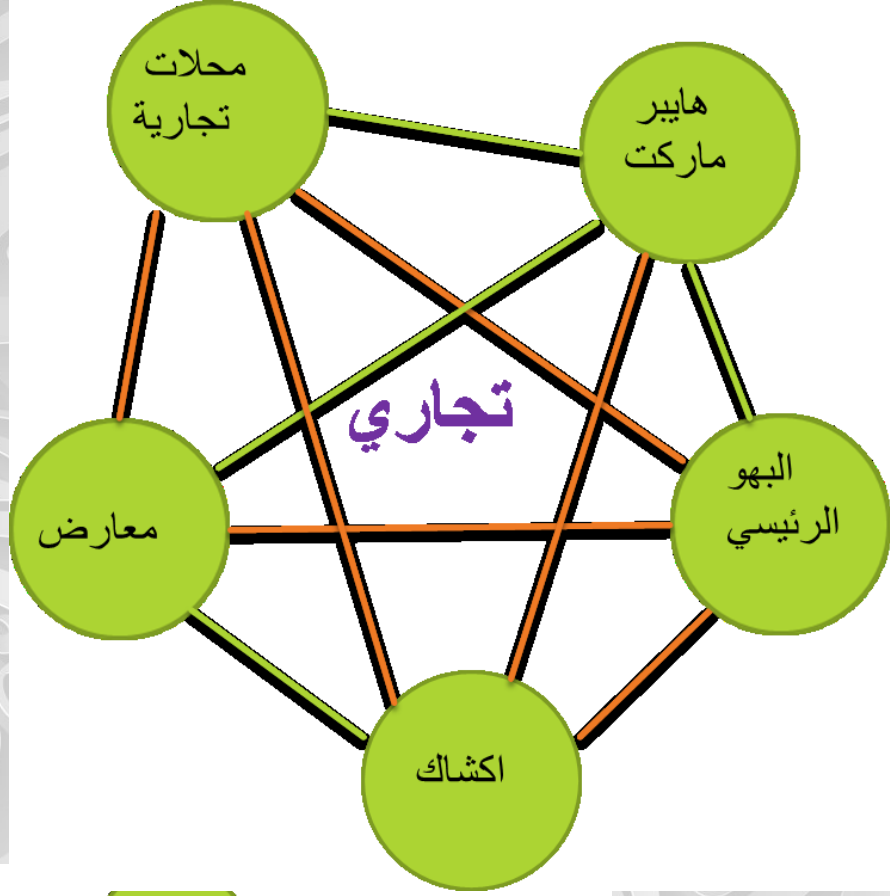 محلات
تجارية
هايبر
ماركت
تجاري
البهو
الرئيسي
معارض
اكشاك